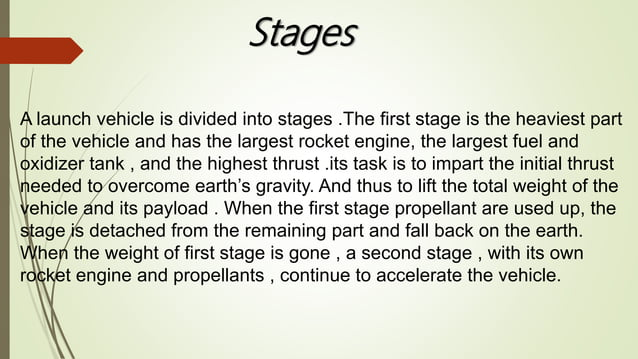 Stages
A launch vehicle is divided into stages .The first stage is the heaviest part
of the vehicle and has the largest rocket engine, the largest fuel and
oxidizer tank , and the highest thrust .its task is to impart the initial thrust
needed to overcome earth’s gravity. And thus to lift the total weight of the
vehicle and its payload . When the first stage propellant are used up, the
stage is detached from the remaining part and fall back on the earth.
When the weight of first stage is gone , a second stage , with its own
rocket engine and propellants , continue to accelerate the vehicle.